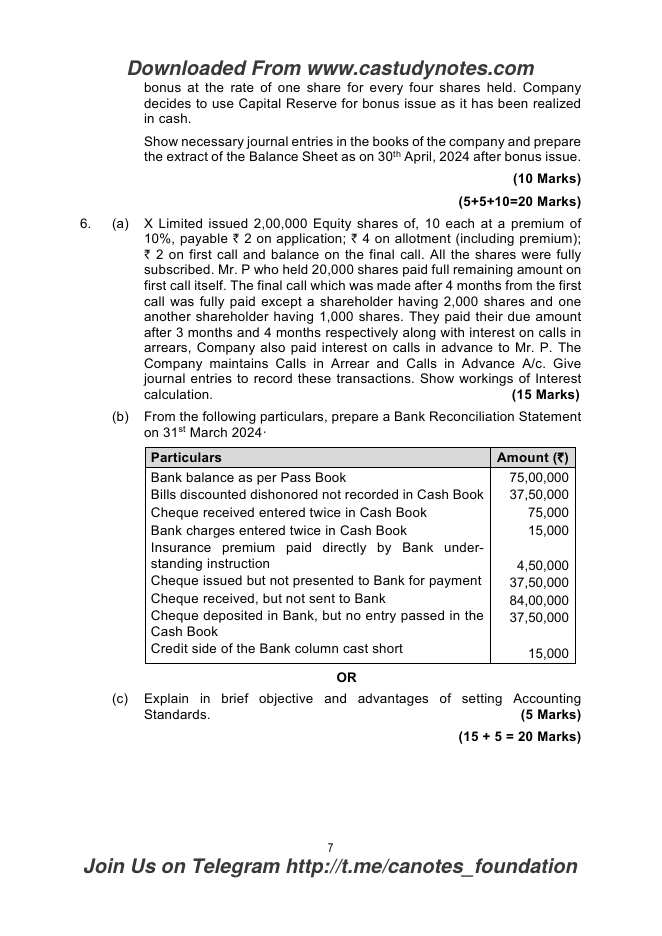 Downloaded From www.castudynotes.com
bonus at the rate of one share for every four shares held. Company
decides to use Capital Reserve for bonus issue as it has been realized
in cash.
Show necessary journal entries in the books of the company and prepare
the extract of the Balance Sheet as on 30th April, 2024 after bonus issue.
(10 Marks)
(5+5+10=20 Marks)
6. (a) X Limited issued 2,00,000 Equity shares of, 10 each at a premium of
10%, payable ₹ 2 on application; ₹ 4 on allotment (including premium);
₹ 2 on first call and balance on the final call. All the shares were fully
subscribed. Mr. P who held 20,000 shares paid full remaining amount on
first call itself. The final call which was made after 4 months from the first
call was fully paid except a shareholder having 2,000 shares and one
another shareholder having 1,000 shares. They paid their due amount
after 3 months and 4 months respectively along with interest on calls in
arrears, Company also paid interest on calls in advance to Mr. P. The
Company maintains Calls in Arrear and Calls in Advance A/c. Give
journal entries to record these transactions. Show workings of Interest
calculation. (15 Marks)
(b) From the following particulars, prepare a Bank Reconciliation Statement
on 31st March 2024·
Particulars Amount (₹)
Bank balance as per Pass Book 75,00,000
Bills discounted dishonored not recorded in Cash Book 37,50,000
Cheque received entered twice in Cash Book 75,000
Bank charges entered twice in Cash Book 15,000
Insurance premium paid directly by Bank under-
standing instruction 4,50,000
Cheque issued but not presented to Bank for payment 37,50,000
Cheque received, but not sent to Bank 84,00,000
Cheque deposited in Bank, but no entry passed in the 37,50,000
Cash Book
Credit side of the Bank column cast short 15,000
OR
(c) Explain in brief objective and advantages of setting Accounting
Standards. (5 Marks)
(15 + 5 = 20 Marks)
7
Join Us on Telegram http://t.me/canotes_foundation